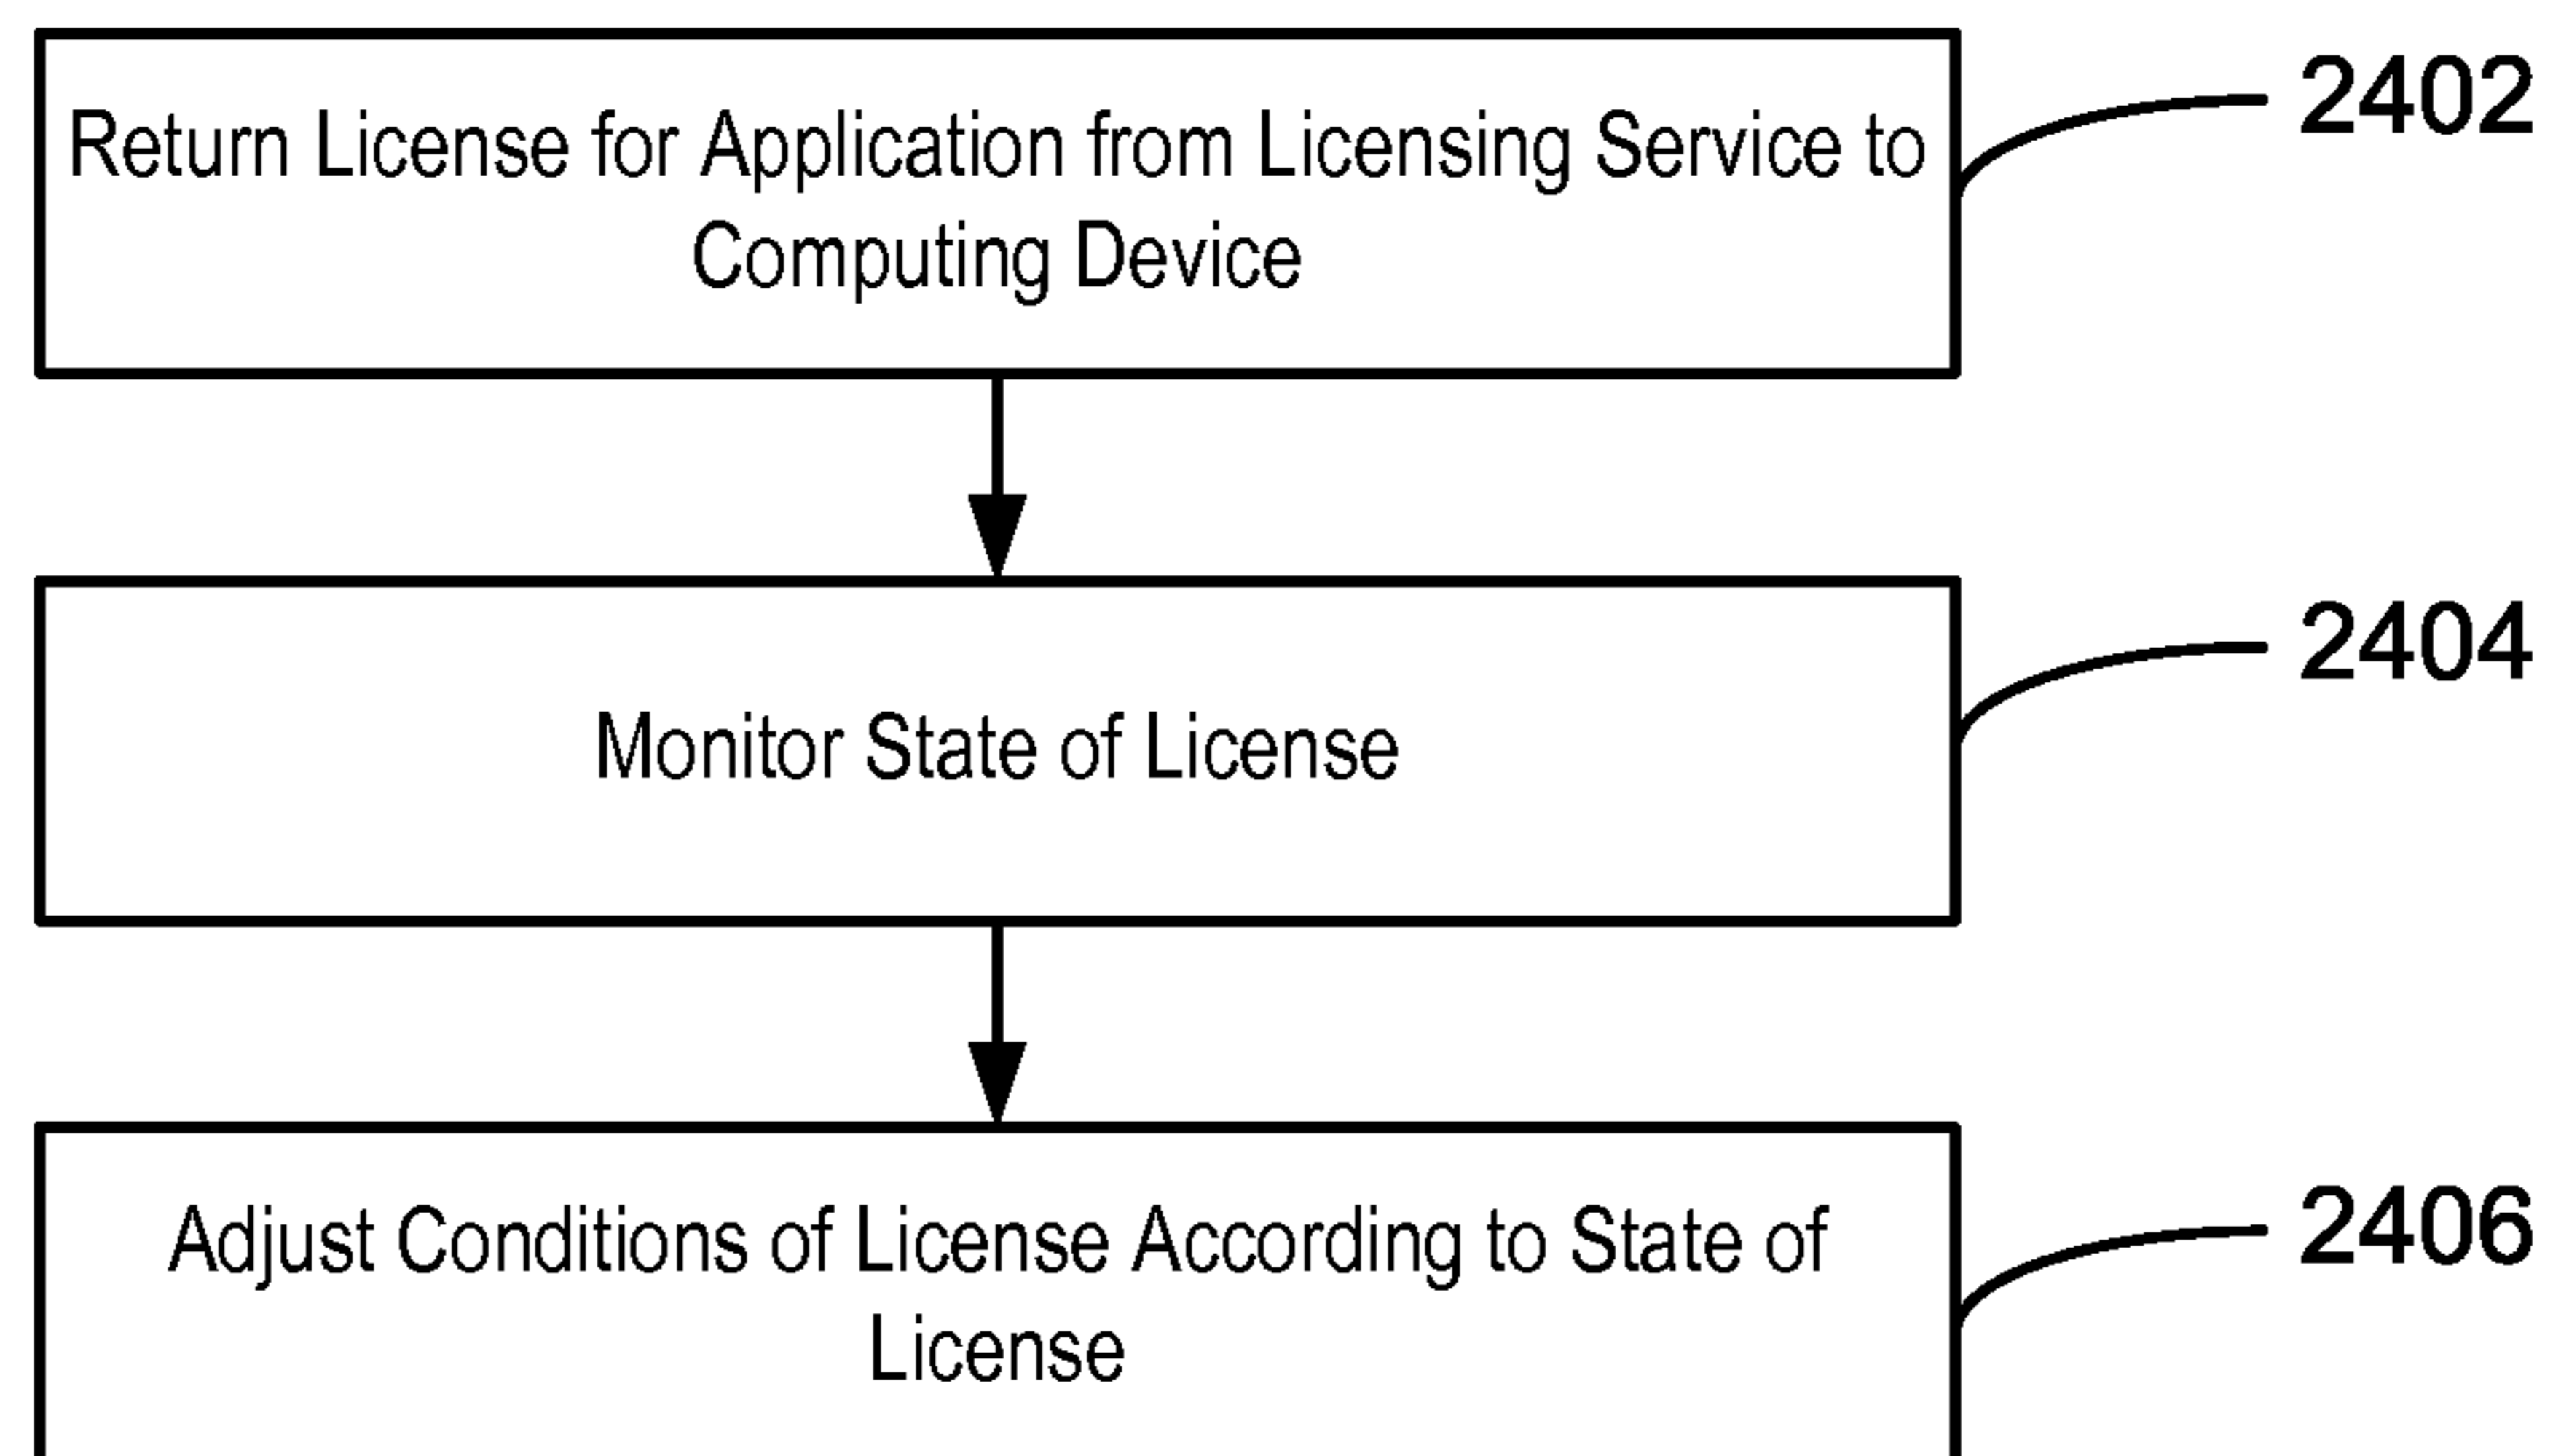 Return License for Application from Licensing Service to
Computing Device
2402
Monitor State of License
2404
Adjust Conditions of License According to State of
License
2406